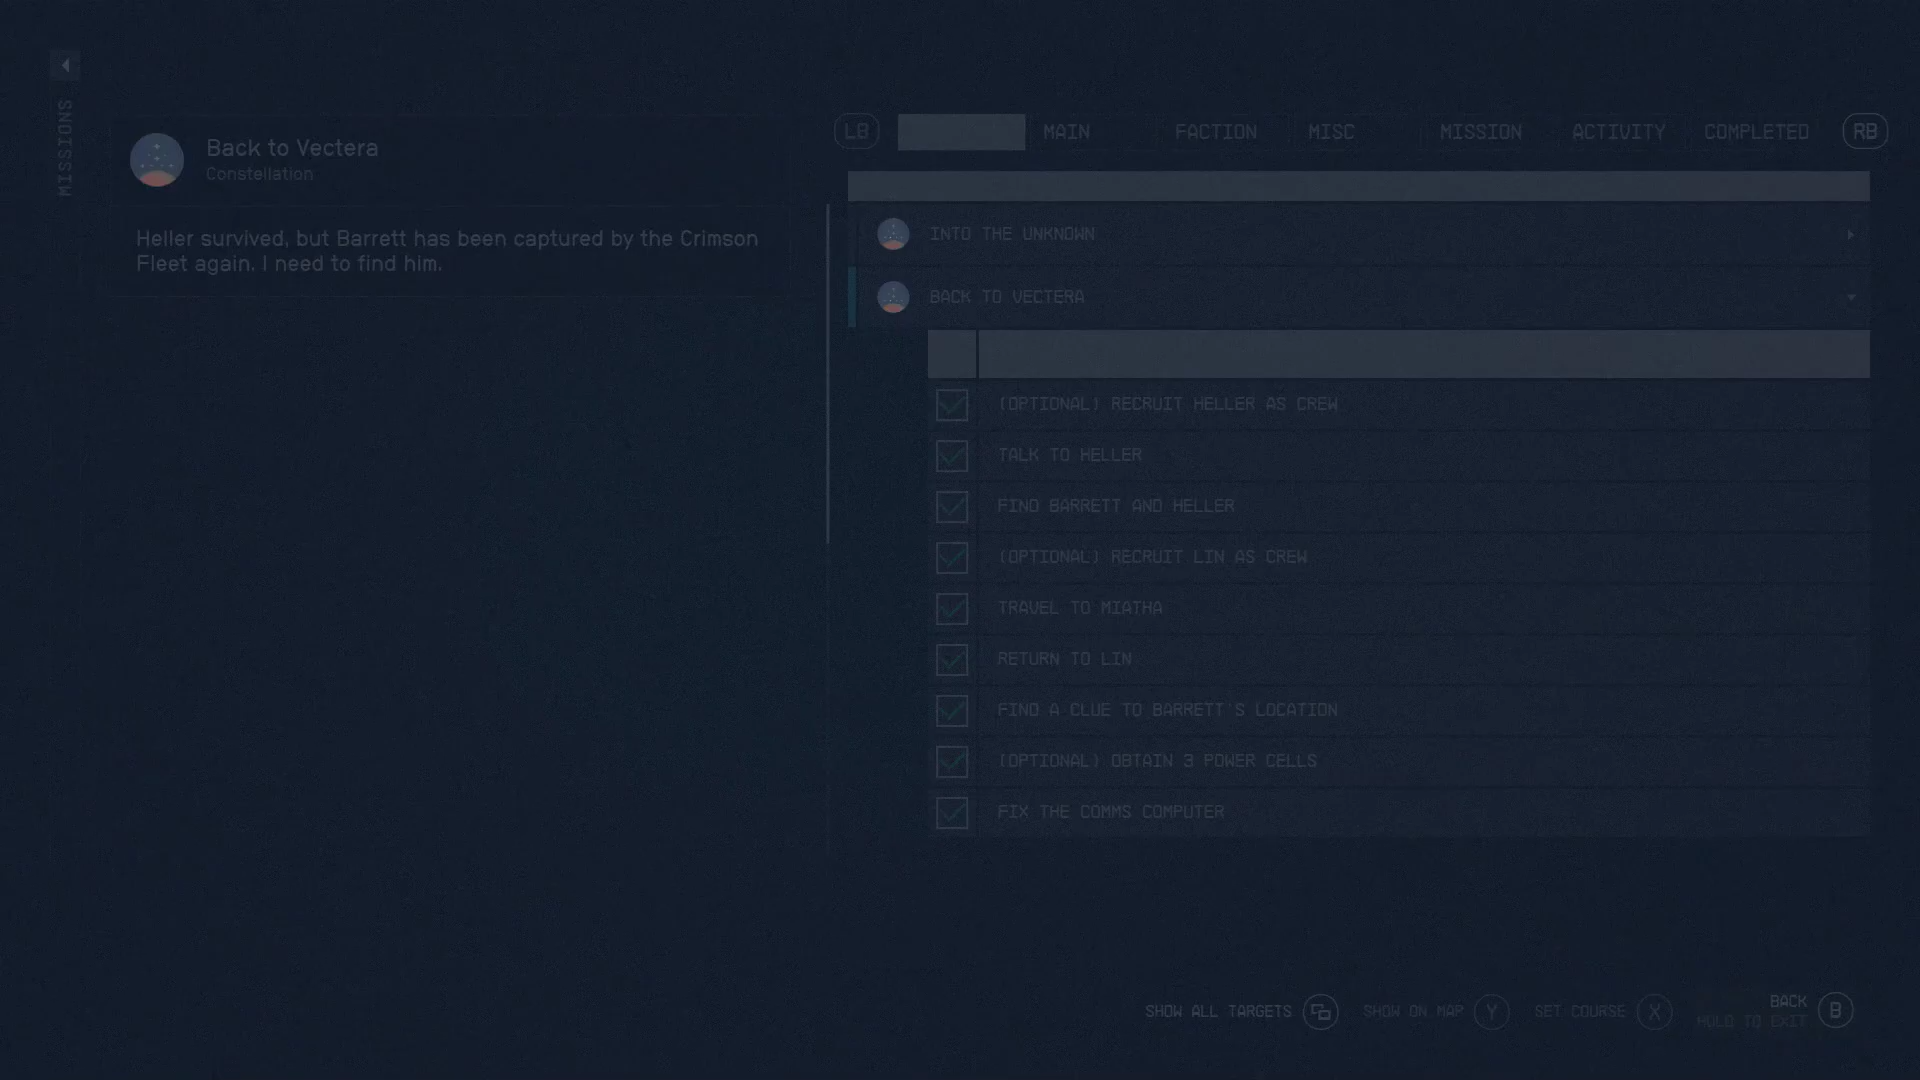 MISSIONS
Back to Vectera
Constellation
Heller survived, but Barrett has been captured by the Crimson
Fleet again. I need to find him.
LB MAIN FACTION MISC MISSION ACTIVITY COMPLETED RB
INTO THE UNKNOWN
BACK TO VECTERA
(OPTIONAL) RECRUIT HELLER AS CREW
TALK TO HELLER
FIND BARRETT AND HELLER
(OPTIONAL) RECRUIT LIN AS CREW
TRAVEL TO MIATHA
RETURN TO LIN
FIND A CLUE TO BARRETT'S LOCATION
(OPTIONAL) OBTAIN 3 POWER CELLS
FIX THE COMMS COMPUTER
SHOW ALL TARGETS SHOW ON MAP Y SET COURSE X BACK B
HOLD TO EXIT